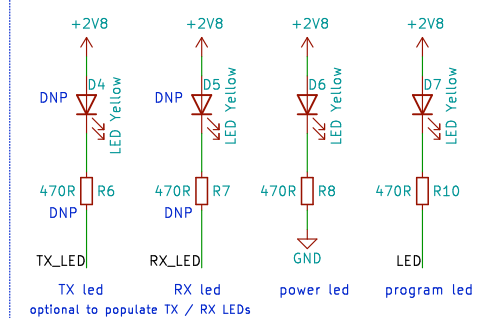 +2V8 +2V8 +2V8 +2V8
DNP D4 LED Yellow DNP D5 LED Yellow D6 LED Yellow D7 LED Yellow
470R R6 470R R7 470R R8 470R R10
DNP DNP
TX_LED RX_LED GND LED
TX led RX led power led program led
optional to populate TX / RX LEDs